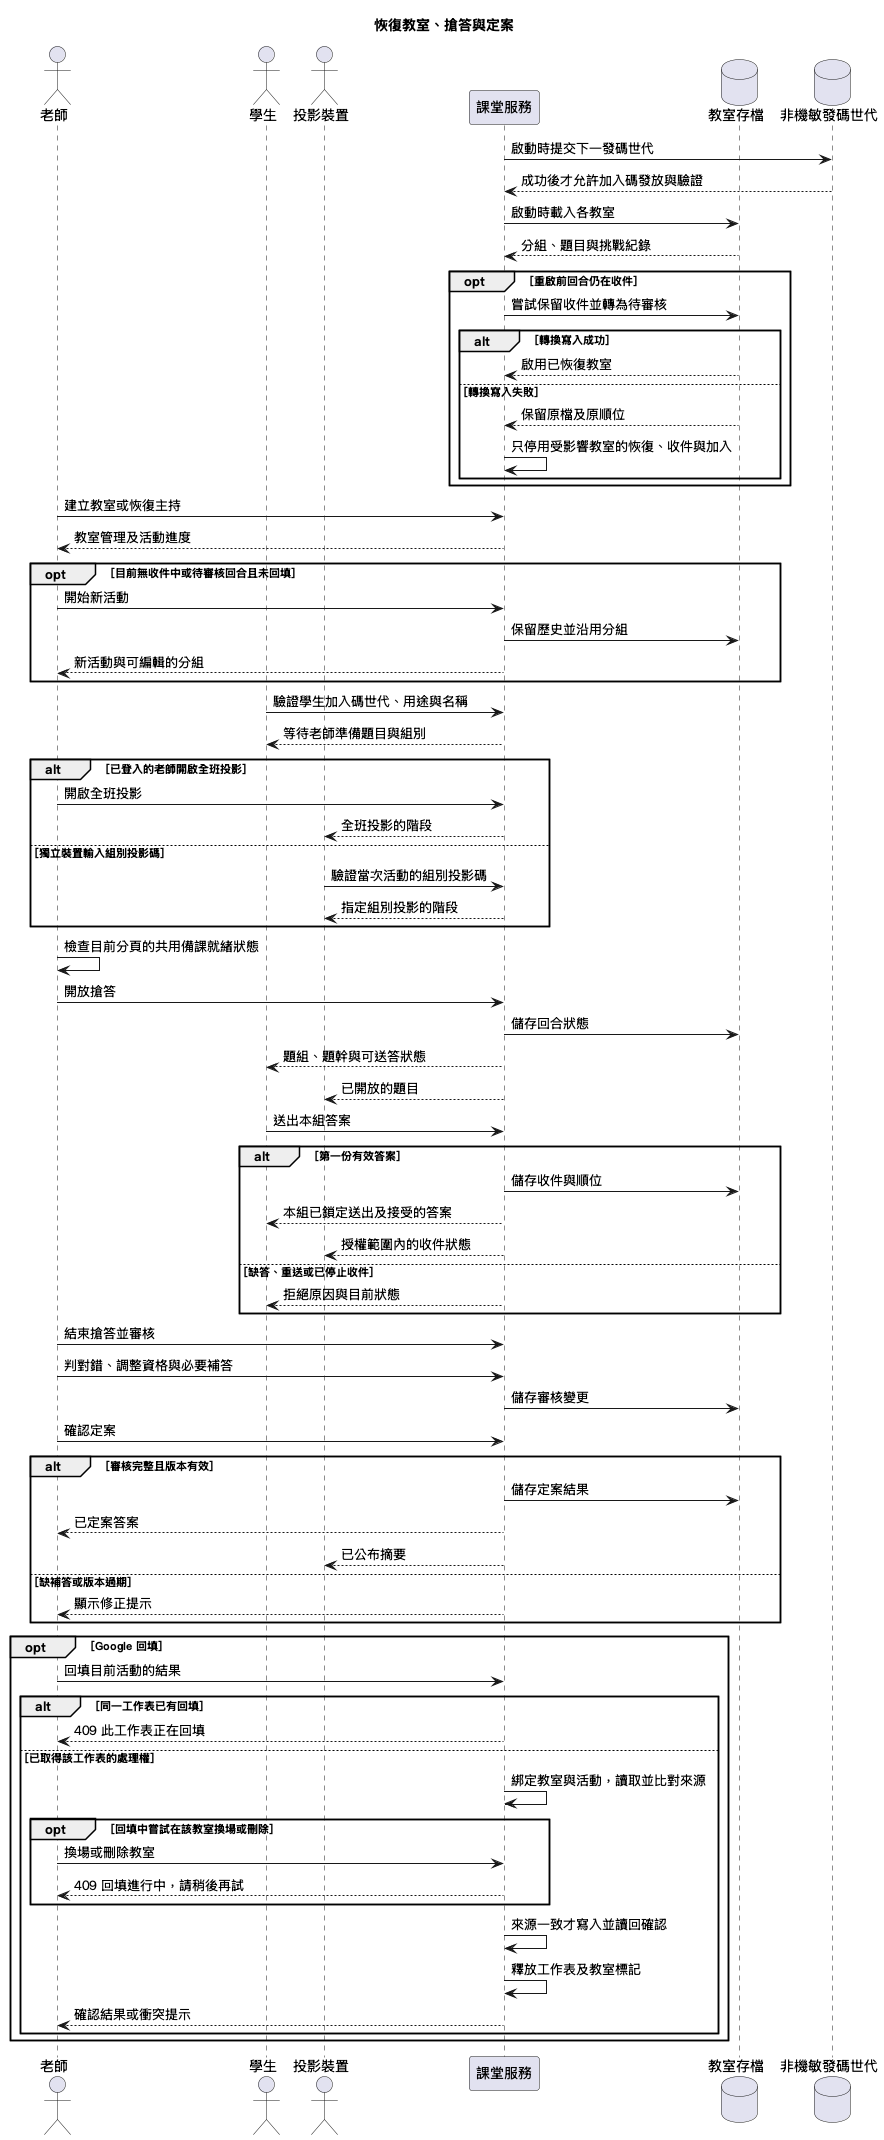 恢復教室、搶答與定案
老師
學生
投影裝置
課堂服務
教室存檔
非機敏發碼世代
啟動時提交下一發碼世代
成功後才允許加入碼發放與驗證
啟動時載入各教室
分組、題目與挑戰紀錄
opt [重啟前回合仍在收件]
嘗試保留收件並轉為待審核
alt [轉換寫入成功]
啟用已恢復教室
[轉換寫入失敗]
保留原檔及原順位
只停用受影響教室的恢復、收件與加入
建立教室或恢復主持
教室管理及活動進度
opt [目前無收件中或待審核回合且未回填]
開始新活動
保留歷史並沿用分組
新活動與可編輯的分組
驗證學生加入碼世代、用途與名稱
等待老師準備題目與組別
alt [已登入的老師開啟全班投影]
開啟全班投影
全班投影的階段
[獨立裝置輸入組別投影碼]
驗證當次活動的組別投影碼
指定組別投影的階段
檢查目前分頁的共用備課就緒狀態
開放搶答
儲存回合狀態
題組、題幹與可送答狀態
已開放的題目
送出本組答案
alt [第一份有效答案]
儲存收件與順位
本組已鎖定送出及接受的答案
授權範圍內的收件狀態
[缺答、重送或已停止收件]
拒絕原因與目前狀態
結束搶答並審核
判對錯、調整資格與必要補答
儲存審核變更
確認定案
alt [審核完整且版本有效]
儲存定案結果
已定案答案
已公布摘要
[缺補答或版本過期]
顯示修正提示
opt [Google 回填]
回填目前活動的結果
alt [同一工作表已有回填]
409 此工作表正在回填
[已取得該工作表的處理權]
綁定教室與活動，讀取並比對來源
opt [回填中嘗試在該教室換場或刪除]
換場或刪除教室
409 回填進行中，請稍後再試
來源一致才寫入並讀回確認
釋放工作表及教室標記
確認結果或衝突提示
老師
學生
投影裝置
課堂服務
教室存檔
非機敏發碼世代